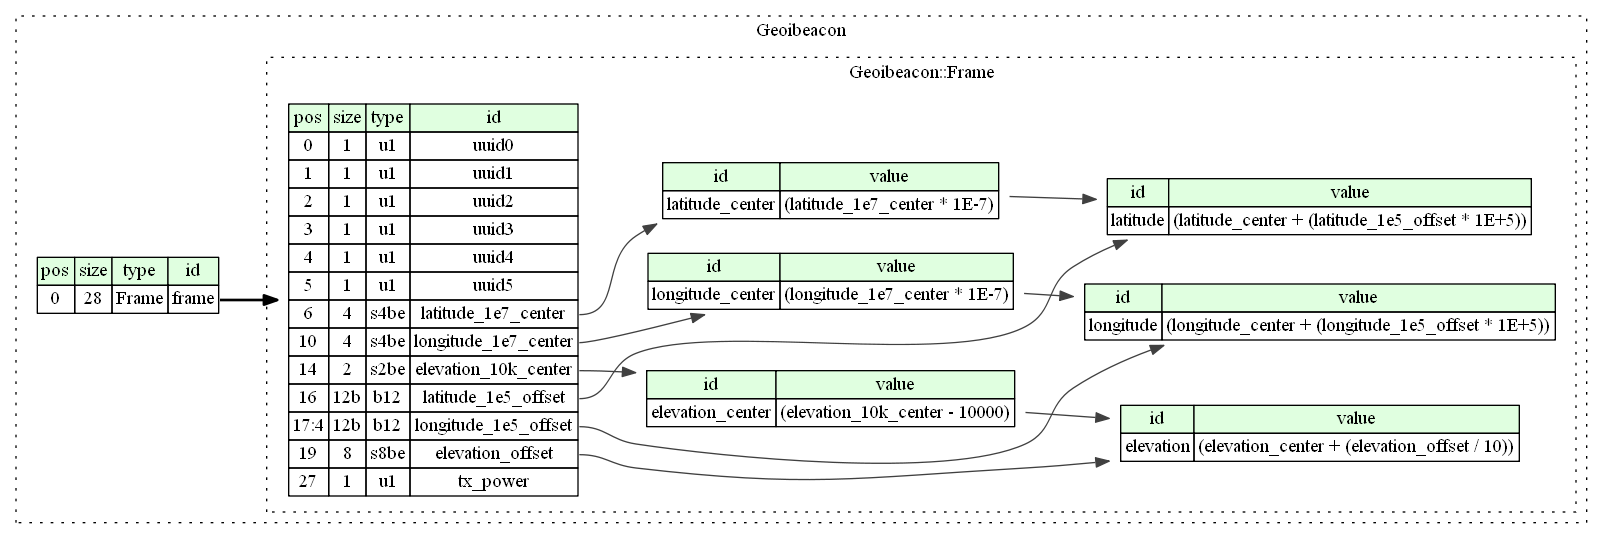 Geoibeacon
Geoibeacon::Frame
pos size type id
0 28 Frame frame
pos size type id
0 1 u1 uuid0
1 1 u1 uuid1
2 1 u1 uuid2
3 1 u1 uuid3
4 1 u1 uuid4
5 1 u1 uuid5
6 4 s4be latitude_1e7_center
10 4 s4be longitude_1e7_center
14 2 s2be elevation_10k_center
16 12b b12 latitude_1e5_offset
17:4 12b b12 longitude_1e5_offset
19 8 s8be elevation_offset
27 1 u1 tx_power
id value
latitude_center (latitude_1e7_center * 1E-7)
id value
longitude_center (longitude_1e7_center * 1E-7)
id value
elevation_center (elevation_10k_center - 10000)
id value
latitude (latitude_center + (latitude_1e5_offset * 1E+5))
id value
longitude (longitude_center + (longitude_1e5_offset * 1E+5))
id value
elevation (elevation_center + (elevation_offset / 10))